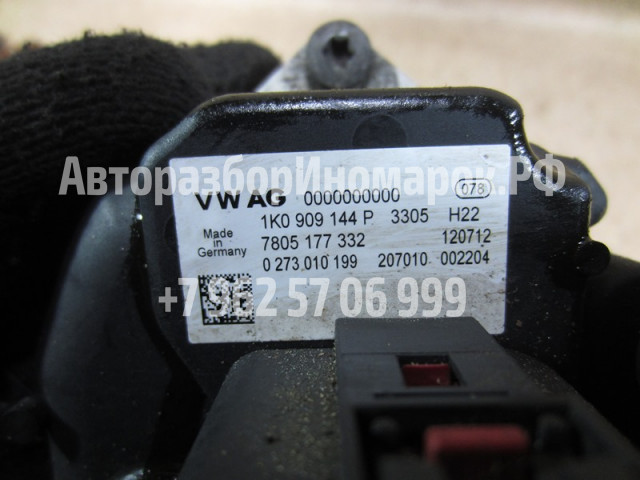 VW AG 0000000000 078
АвторазборИномарок.РФ
1K0 909 144 P 3305 H22
Made in Germany
7805 177 332 120712
0 273 010 199 207010 002204
+7 962 57 06 999